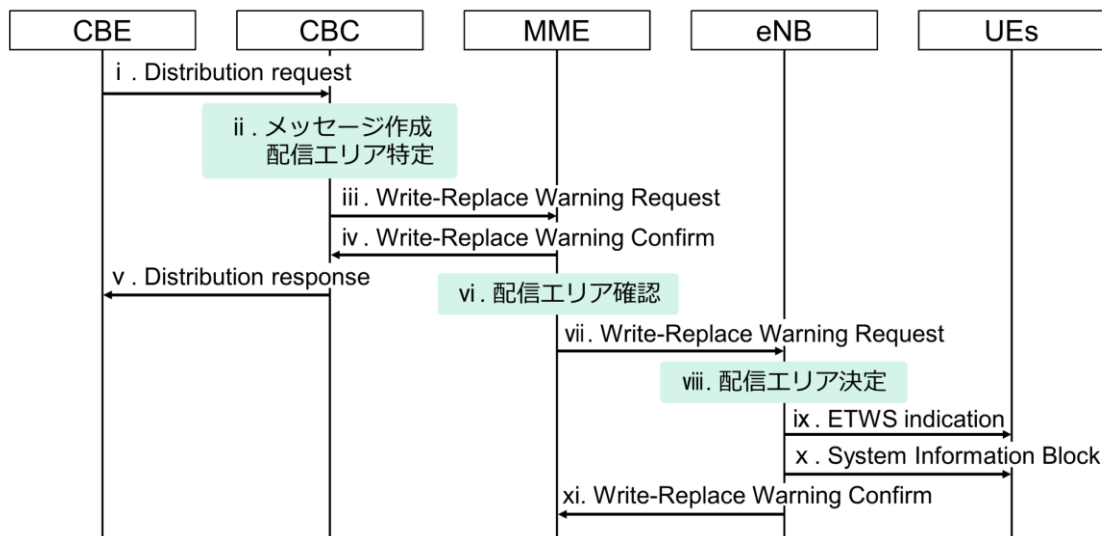 CBE
CBC
MME
eNB
UEs
ⅰ. Distribution request
ⅱ. メッセージ作成
配信エリア特定
ⅲ. Write-Replace Warning Request
ⅳ. Write-Replace Warning Confirm
ⅴ. Distribution response
ⅵ. 配信エリア確認
ⅶ. Write-Replace Warning Request
ⅷ. 配信エリア決定
ⅸ. ETWS indication
ⅹ. System Information Block
ⅺ. Write-Replace Warning Confirm